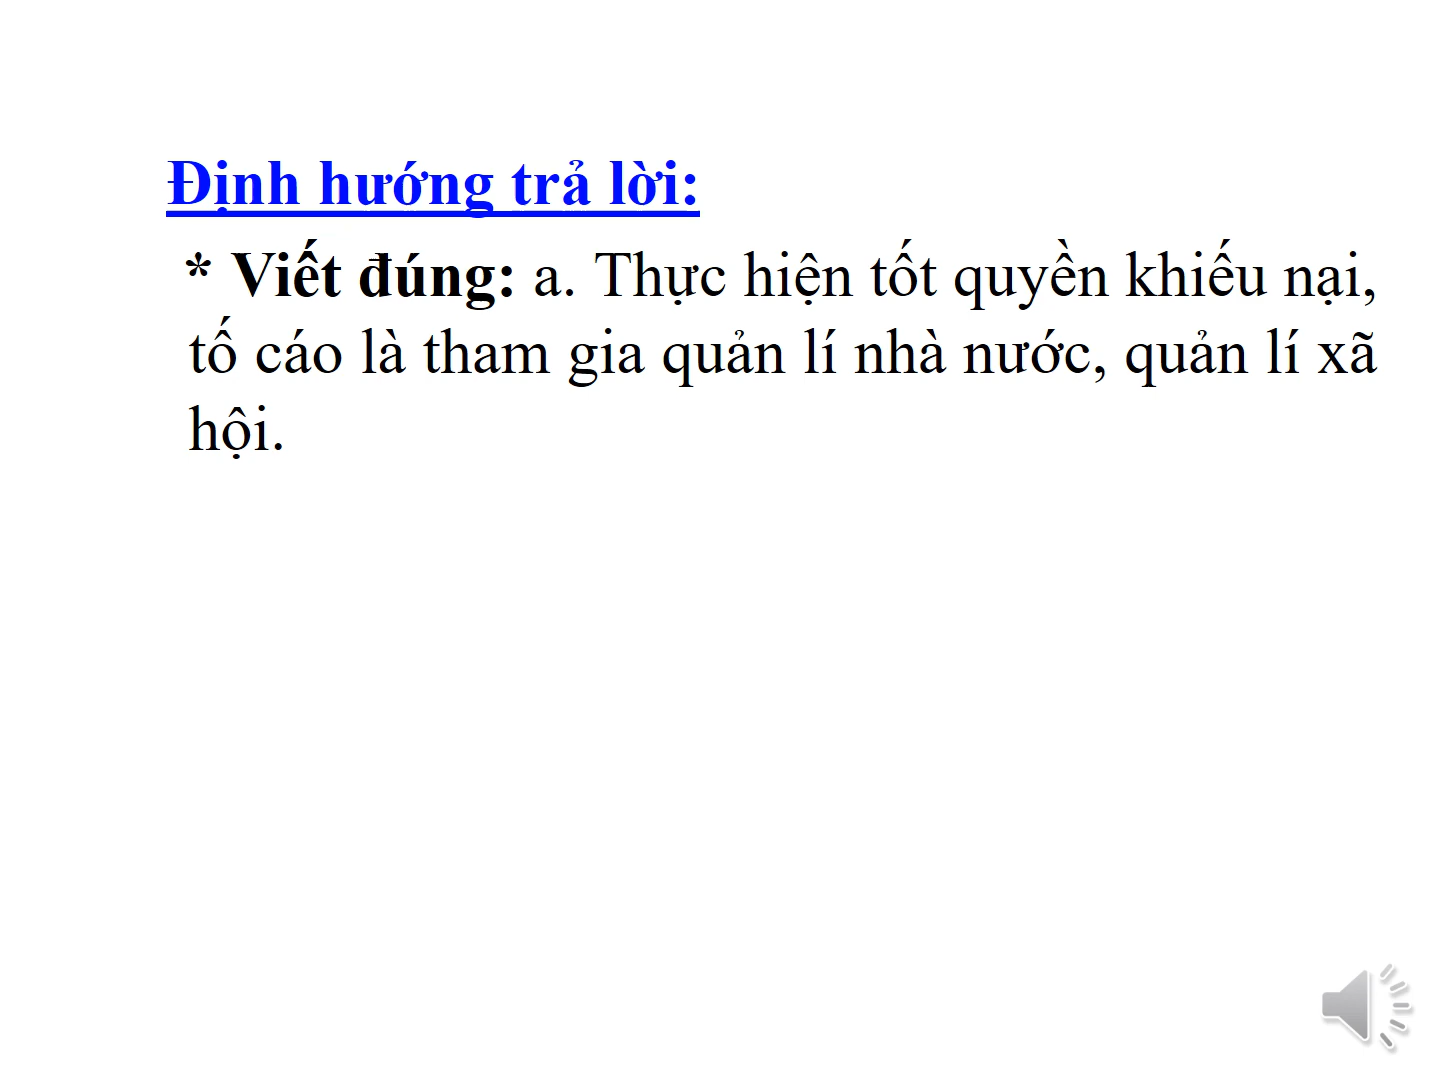 Định hướng trả lời:
* Viết đúng: a. Thực hiện tốt quyền khiếu nại,
tố cáo là tham gia quản lí nhà nước, quản lí xã
hội.